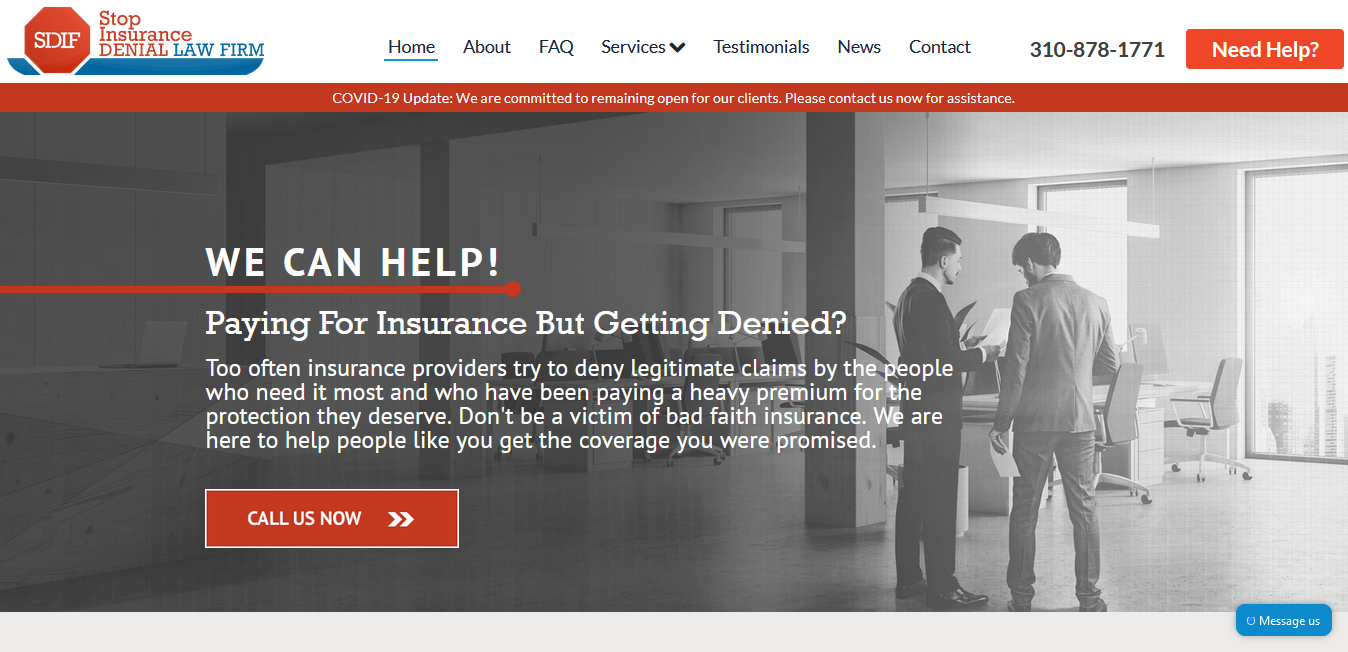 SDIF
Stop
Insurance
DENIAL LAW FIRM
Home
About
FAQ
Services
Testimonials
News
Contact
310-878-1771
Need Help?
COVID-19 Update: We are committed to remaining open for our clients. Please contact us now for assistance.
WE CAN HELP!
Paying For Insurance But Getting Denied?
Too often insurance providers try to deny legitimate claims by the people
who need it most and who have been paying a heavy premium for the
protection they deserve. Don't be a victim of bad faith insurance. We are
here to help people like you get the coverage you were promised.
CALL US NOW
Message us